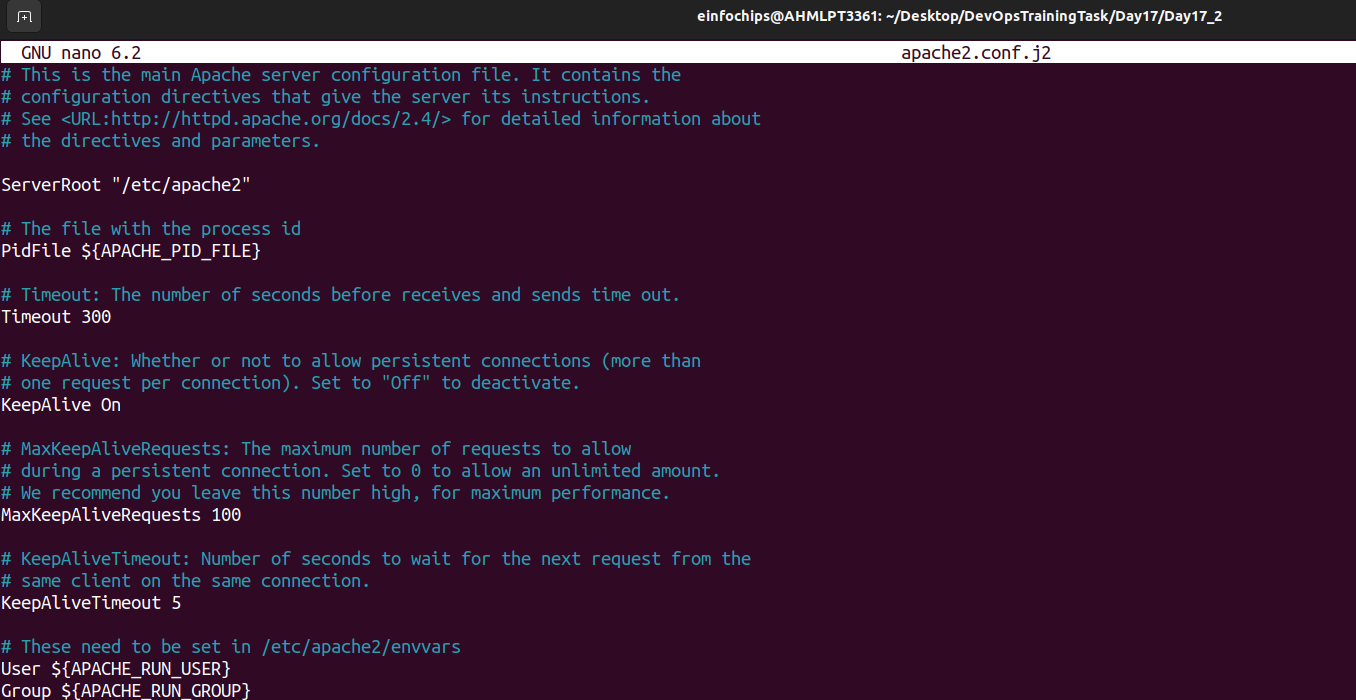 einfochips@AHMLPT3361: ~/Desktop/DevOpsTrainingTask/Day17/Day17_2
GNU nano 6.2 apache2.conf.j2
# This is the main Apache server configuration file. It contains the
# configuration directives that give the server its instructions.
# See <URL:http://httpd.apache.org/docs/2.4/> for detailed information about
# the directives and parameters.
ServerRoot "/etc/apache2"
# The file with the process id
PidFile ${APACHE_PID_FILE}
# Timeout: The number of seconds before receives and sends time out.
Timeout 300
# KeepAlive: Whether or not to allow persistent connections (more than
# one request per connection). Set to "Off" to deactivate.
KeepAlive On
# MaxKeepAliveRequests: The maximum number of requests to allow
# during a persistent connection. Set to 0 to allow an unlimited amount.
# We recommend you leave this number high, for maximum performance.
MaxKeepAliveRequests 100
# KeepAliveTimeout: Number of seconds to wait for the next request from the
# same client on the same connection.
KeepAliveTimeout 5
# These need to be set in /etc/apache2/envvars
User ${APACHE_RUN_USER}
Group ${APACHE_RUN_GROUP}